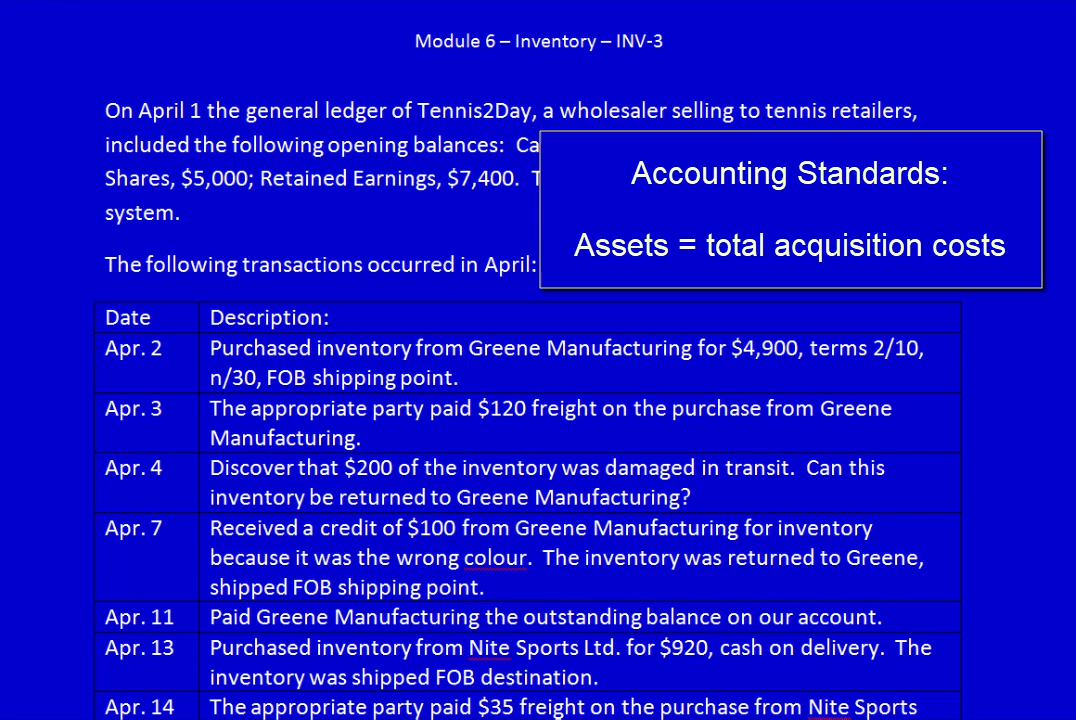 Module 6 – Inventory – INV-3
On April 1 the general ledger of Tennis2Day, a wholesaler selling to tennis retailers,
included the following opening balances:  Ca
Shares, $5,000; Retained Earnings, $7,400.  T
system.
Accounting Standards:
Assets = total acquisition costs
The following transactions occurred in April:
Date Description:
Apr. 2 Purchased inventory from Greene Manufacturing for $4,900, terms 2/10,
n/30, FOB shipping point.
Apr. 3 The appropriate party paid $120 freight on the purchase from Greene
Manufacturing.
Apr. 4 Discover that $200 of the inventory was damaged in transit.  Can this
inventory be returned to Greene Manufacturing?
Apr. 7 Received a credit of $100 from Greene Manufacturing for inventory
because it was the wrong colour.  The inventory was returned to Greene,
shipped FOB shipping point.
Apr. 11 Paid Greene Manufacturing the outstanding balance on our account.
Apr. 13 Purchased inventory from Nite Sports Ltd. for $920, cash on delivery.  The
inventory was shipped FOB destination.
Apr. 14 The appropriate party paid $35 freight on the purchase from Nite Sports